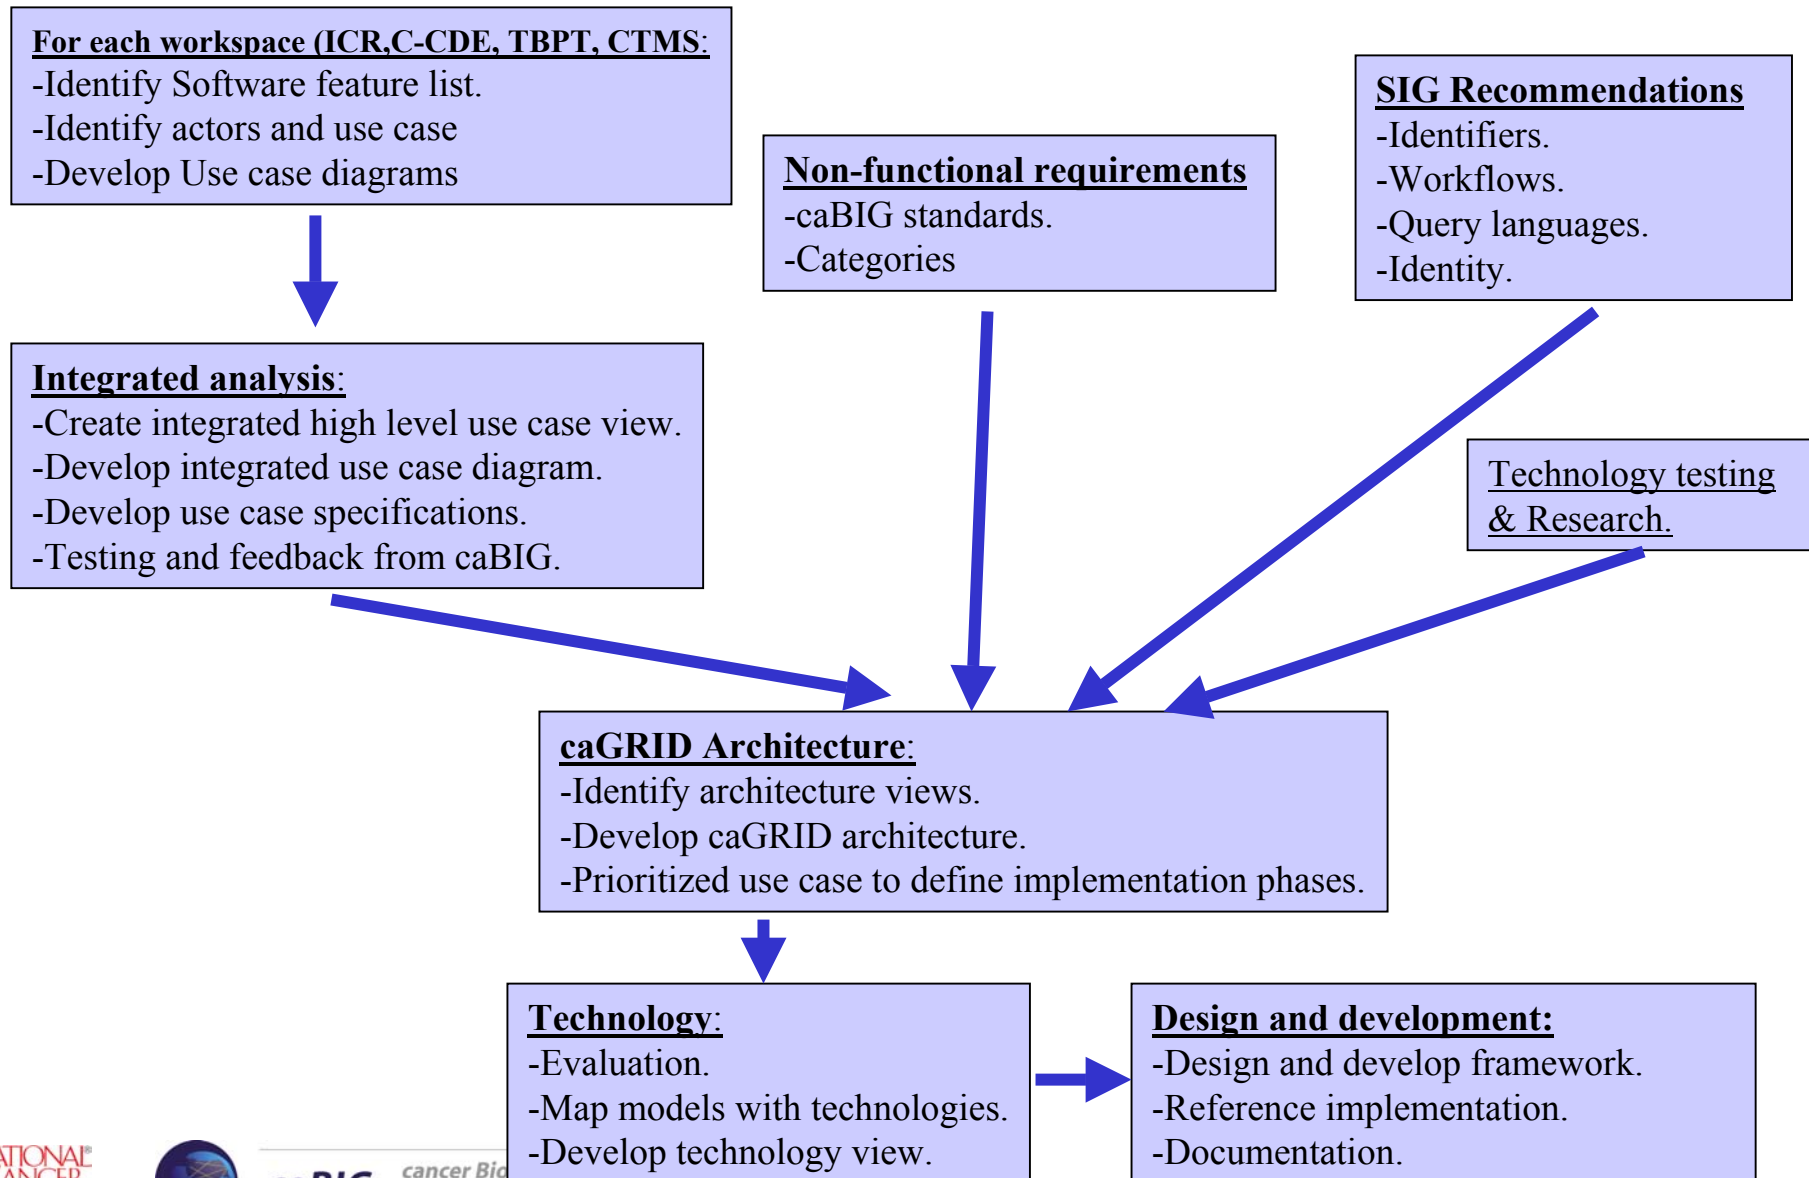 For each workspace (ICR,C-CDE, TBPT, CTMS:
-Identify Software feature list.
-Identify actors and use case
-Develop Use case diagrams
Non-functional requirements
-caBIG standards.
-Categories
SIG Recommendations
-Identifiers.
-Workflows.
-Query languages.
-Identity.
Integrated analysis:
-Create integrated high level use case view.
-Develop integrated use case diagram.
-Develop use case specifications.
-Testing and feedback from caBIG.
Technology testing
& Research.
caGRID Architecture:
-Identify architecture views.
-Develop caGRID architecture.
-Prioritized use case to define implementation phases.
Technology:
-Evaluation.
-Map models with technologies.
-Develop technology view.
Design and development:
-Design and develop framework.
-Reference implementation.
-Documentation.
cancer Bio